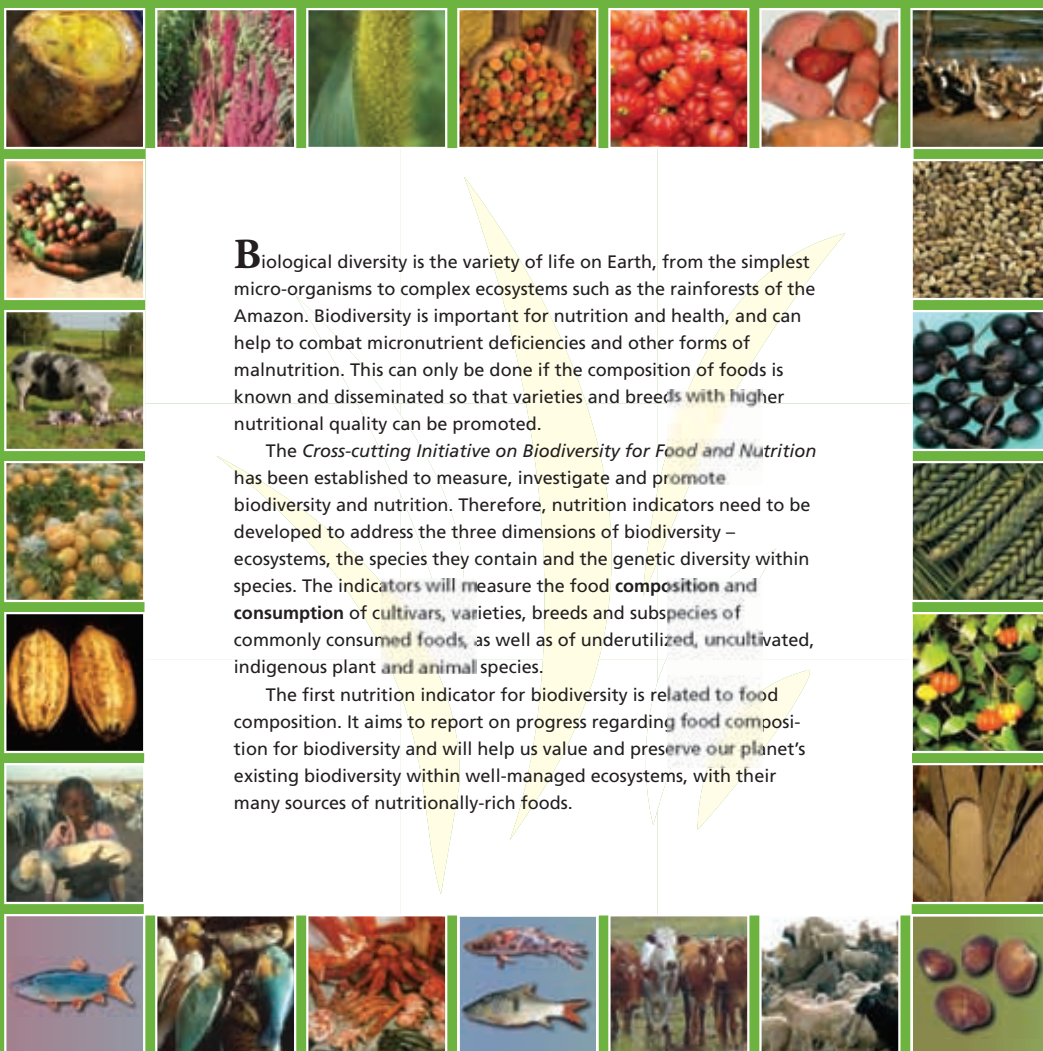 Biological diversity is the variety of life on Earth, from the simplest
micro-organisms to complex ecosystems such as the rainforests of the
Amazon. Biodiversity is important for nutrition and health, and can
help to combat micronutrient deficiencies and other forms of
malnutrition. This can only be done if the composition of foods is
known and disseminated so that varieties and breeds with higher
nutritional quality can be promoted.
The Cross-cutting Initiative on Biodiversity for Food and Nutrition
has been established to measure, investigate and promote
biodiversity and nutrition. Therefore, nutrition indicators need to be
developed to address the three dimensions of biodiversity –
ecosystems, the species they contain and the genetic diversity within
species. The indicators will measure the food composition and
consumption of cultivars, varieties, breeds and subspecies of
commonly consumed foods, as well as of underutilized, uncultivated,
indigenous plant and animal species.
The first nutrition indicator for biodiversity is related to food
composition. It aims to report on progress regarding food composi-
tion for biodiversity and will help us value and preserve our planet's
existing biodiversity within well-managed ecosystems, with their
many sources of nutritionally-rich foods.